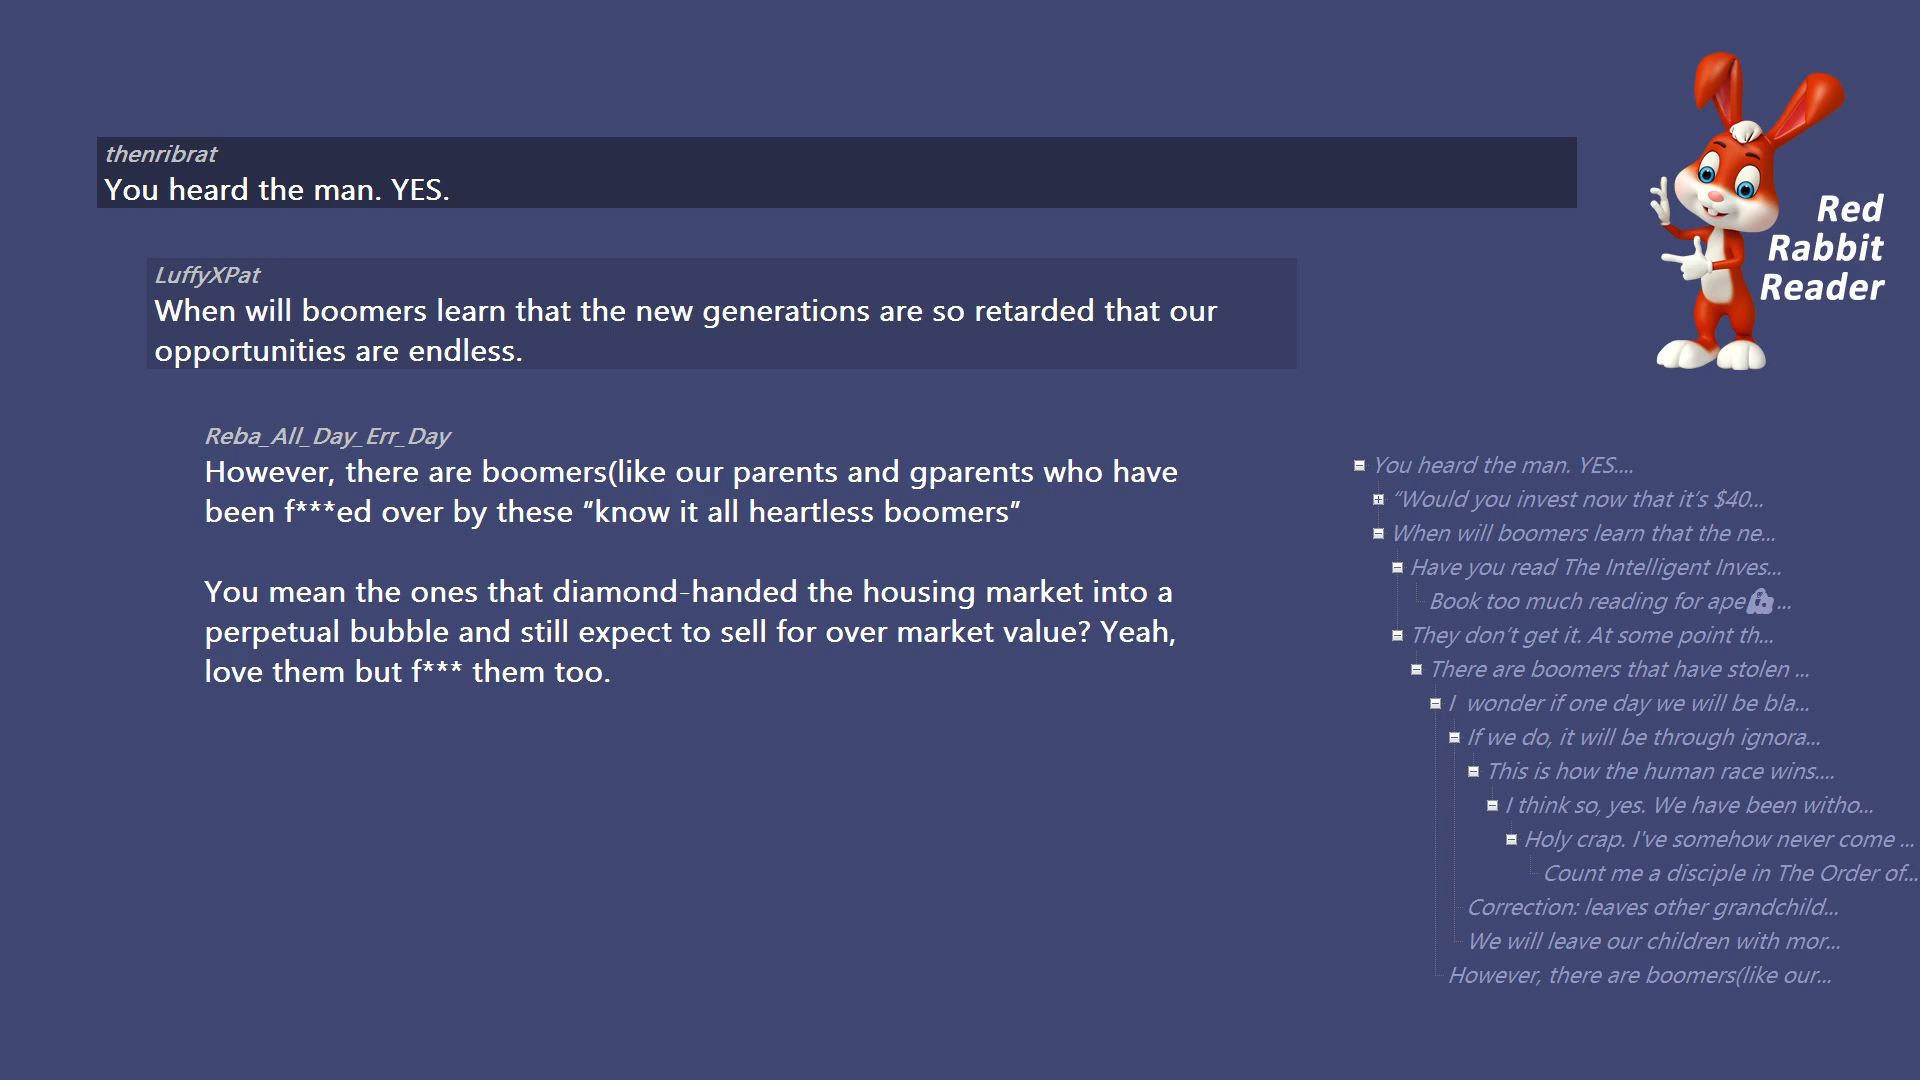 thenribrat
You heard the man. YES.
LuffyXPat
When will boomers learn that the new generations are so retarded that our
opportunities are endless.
Reba_All_Day_Err_Day
However, there are boomers(like our parents and gparents who have
been f***ed over by these "know it all heartless boomers"
You mean the ones that diamond-handed the housing market into a
perpetual bubble and still expect to sell for over market value? Yeah,
love them but f*** them too.
Red
Rabbit
Reader
You heard the man. YES....
“Would you invest now that it’s $40...
When will boomers learn that the ne...
Have you read The Intelligent Inves...
Book too much reading for ape🦍...
They don’t get it. At some point th...
There are boomers that have stolen ...
I  wonder if one day we will be bla...
If we do, it will be through ignora...
This is how the human race wins....
I think so, yes. We have been witho...
Holy crap. I've somehow never come ...
Count me a disciple in The Order of...
Correction: leaves other grandchild...
We will leave our children with mor...
However, there are boomers(like our...